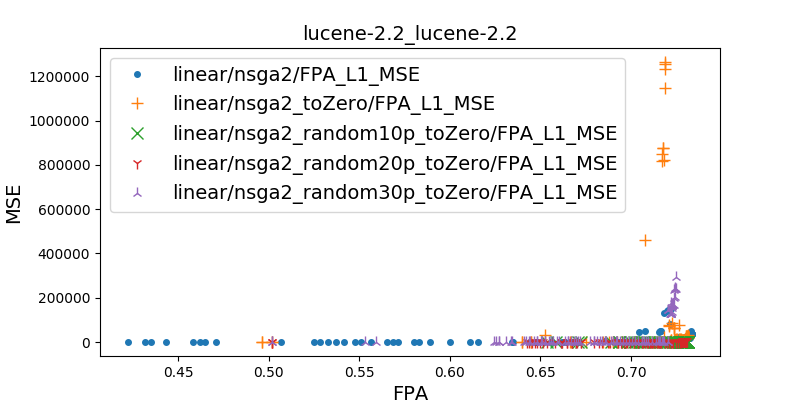 lucene-2.2_lucene-2.2
linear/nsga2/FPA_L1_MSE
linear/nsga2_toZero/FPA_L1_MSE
linear/nsga2_random10p_toZero/FPA_L1_MSE
linear/nsga2_random20p_toZero/FPA_L1_MSE
linear/nsga2_random30p_toZero/FPA_L1_MSE
MSE
1200000
1000000
800000
600000
400000
200000
0
0.45 0.50 0.55 0.60 0.65 0.70
FPA